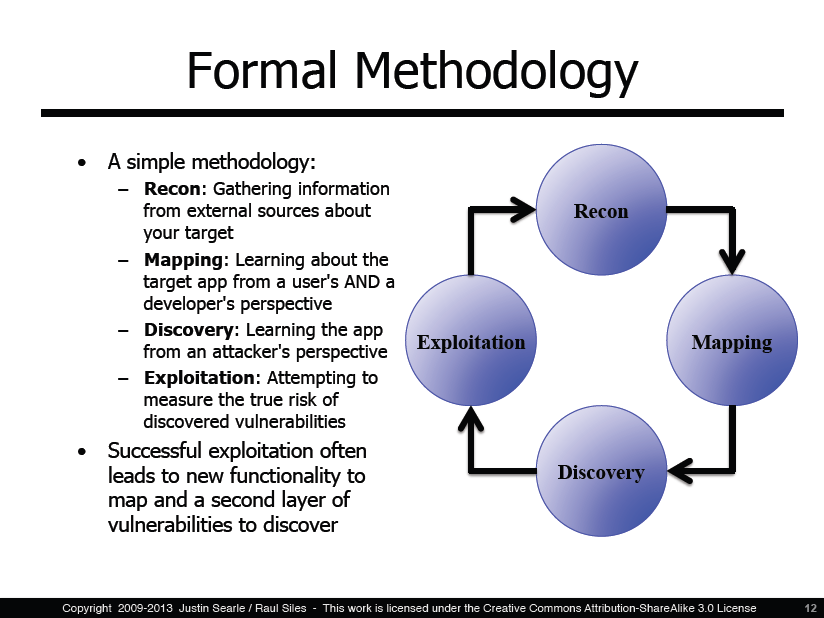 Formal Methodology
• A simple methodology:
– Recon: Gathering information
from external sources about
your target
– Mapping: Learning about the
target app from a user's AND a
developer's perspective
– Discovery: Learning the app
from an attacker's perspective
– Exploitation: Attempting to
measure the true risk of
discovered vulnerabilities
• Successful exploitation often
leads to new functionality to
map and a second layer of
vulnerabilities to discover
Recon
Mapping
Discovery
Exploitation
Copyright 2009-2013 Justin Searle / Raul Siles - This work is licensed under the Creative Commons Attribution-ShareAlike 3.0 License
12